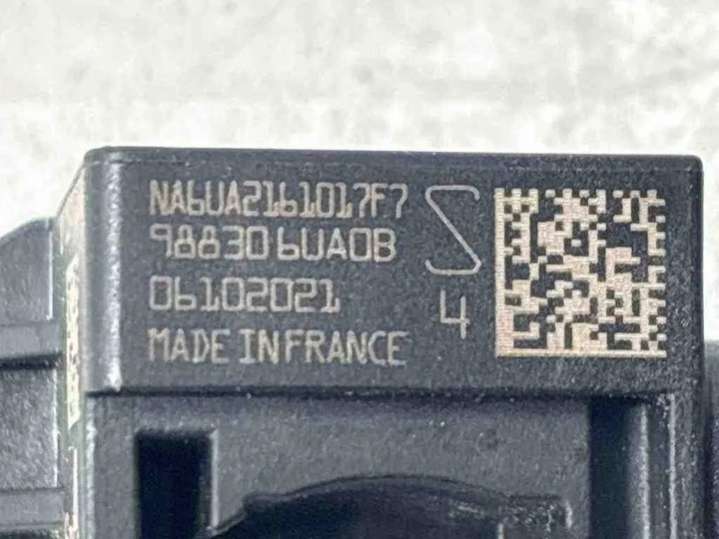 NA6UA2161017F7
988306UA0B
06102021
MADE IN FRANCE
S
4